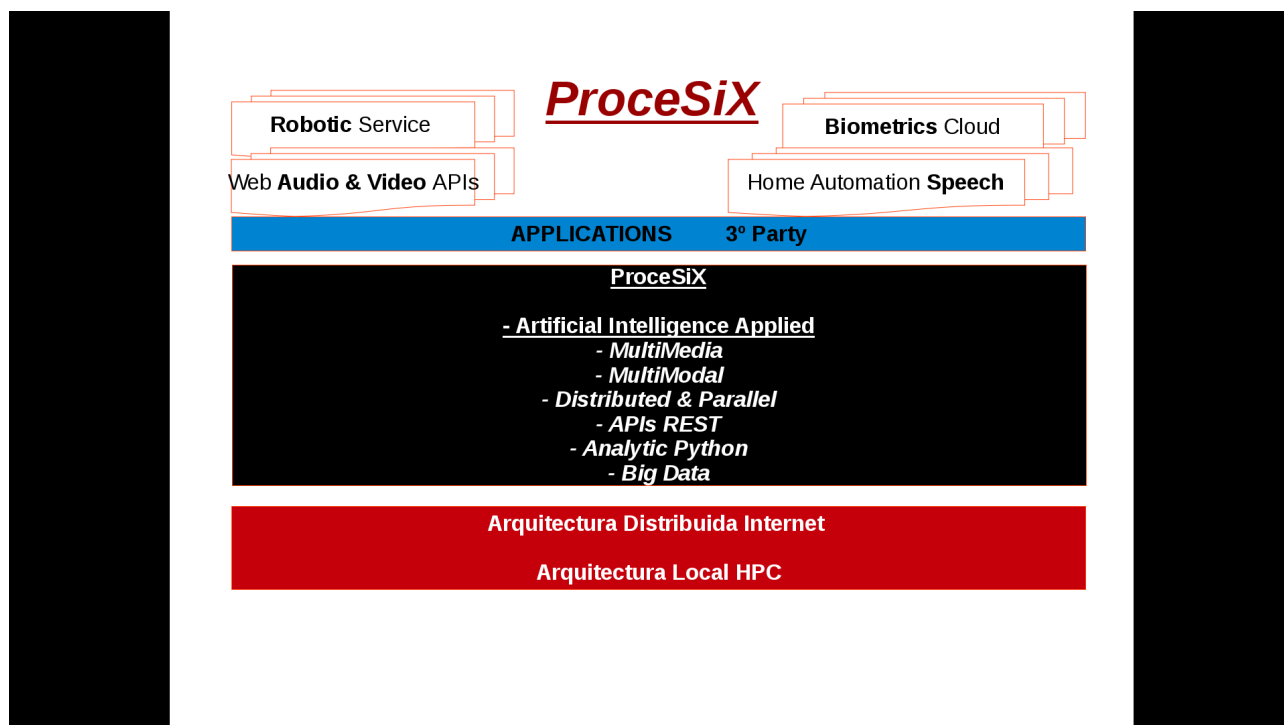 ProceSiX
Robotic Service
Biometrics Cloud
Web Audio & Video APIs
Home Automation Speech
APPLICATIONS 3º Party
ProceSiX
- Artificial Intelligence Applied
- MultiMedia
- MultiModal
- Distributed & Parallel
- APIs REST
- Analytic Python
- Big Data
Arquitectura Distribuida Internet
Arquitectura Local HPC